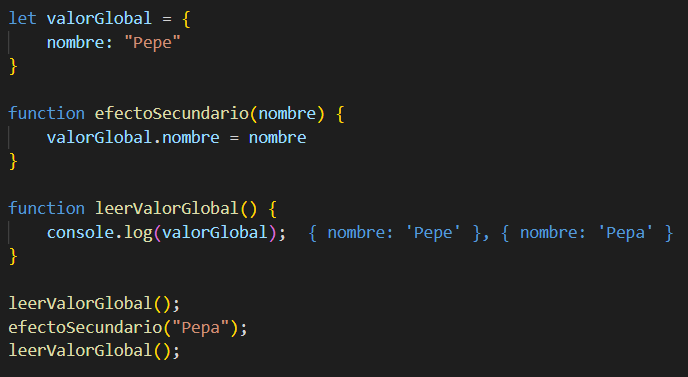 let valorGlobal = {
    nombre: "Pepe"
}

function efectoSecundario(nombre) {
    valorGlobal.nombre = nombre
}

function leerValorGlobal() {
    console.log(valorGlobal);  { nombre: 'Pepe' }, { nombre: 'Pepa' }
}

leerValorGlobal();
efectoSecundario("Pepa");
leerValorGlobal();